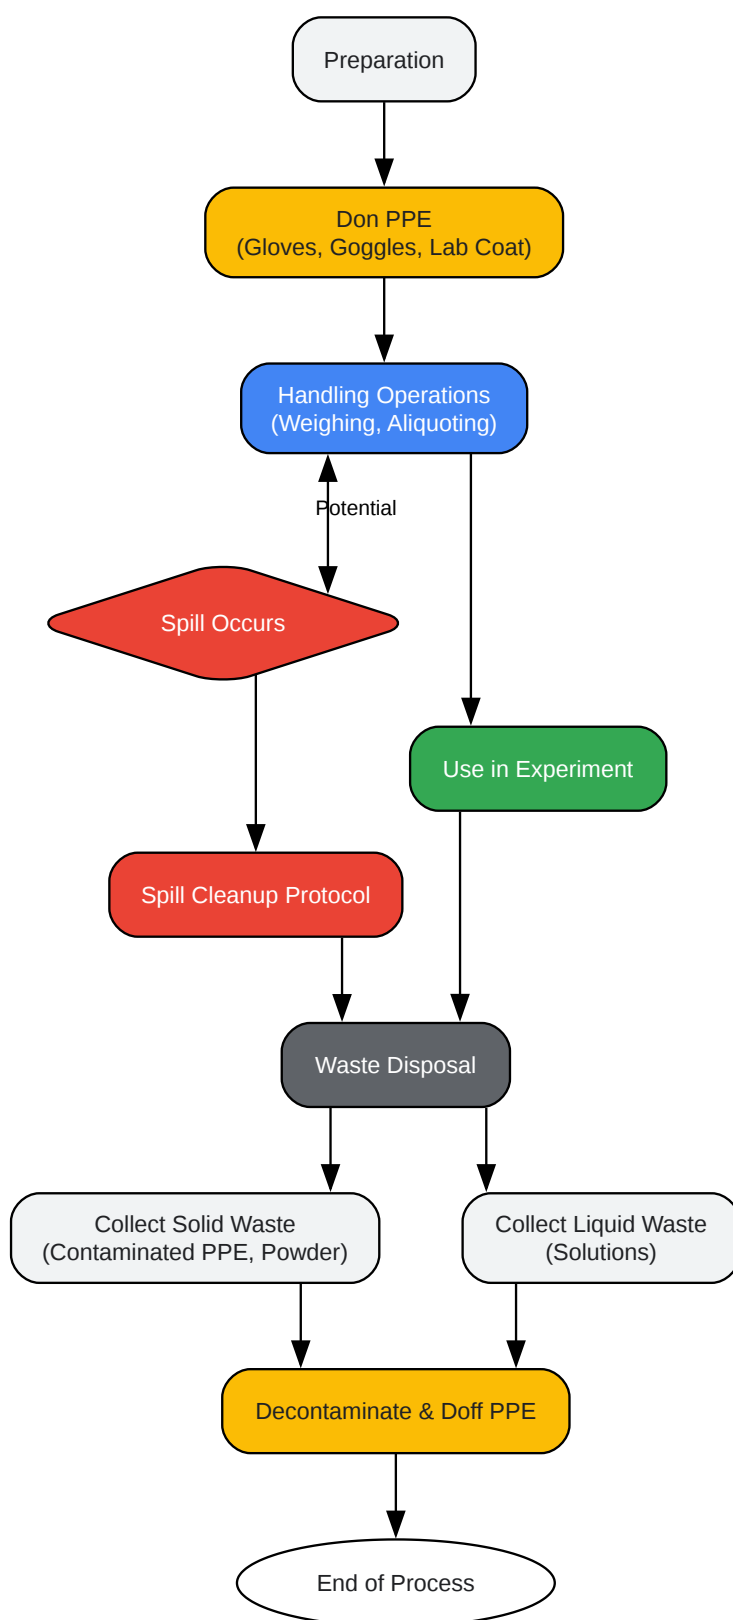 Preparation
Don PPE
(Gloves, Goggles, Lab Coat)
Handling Operations
(Weighing, Aliquoting)
Potential
Spill Occurs
Use in Experiment
Spill Cleanup Protocol
Waste Disposal
Collect Solid Waste
(Contaminated PPE, Powder)
Collect Liquid Waste
(Solutions)
Decontaminate & Doff PPE
End of Process